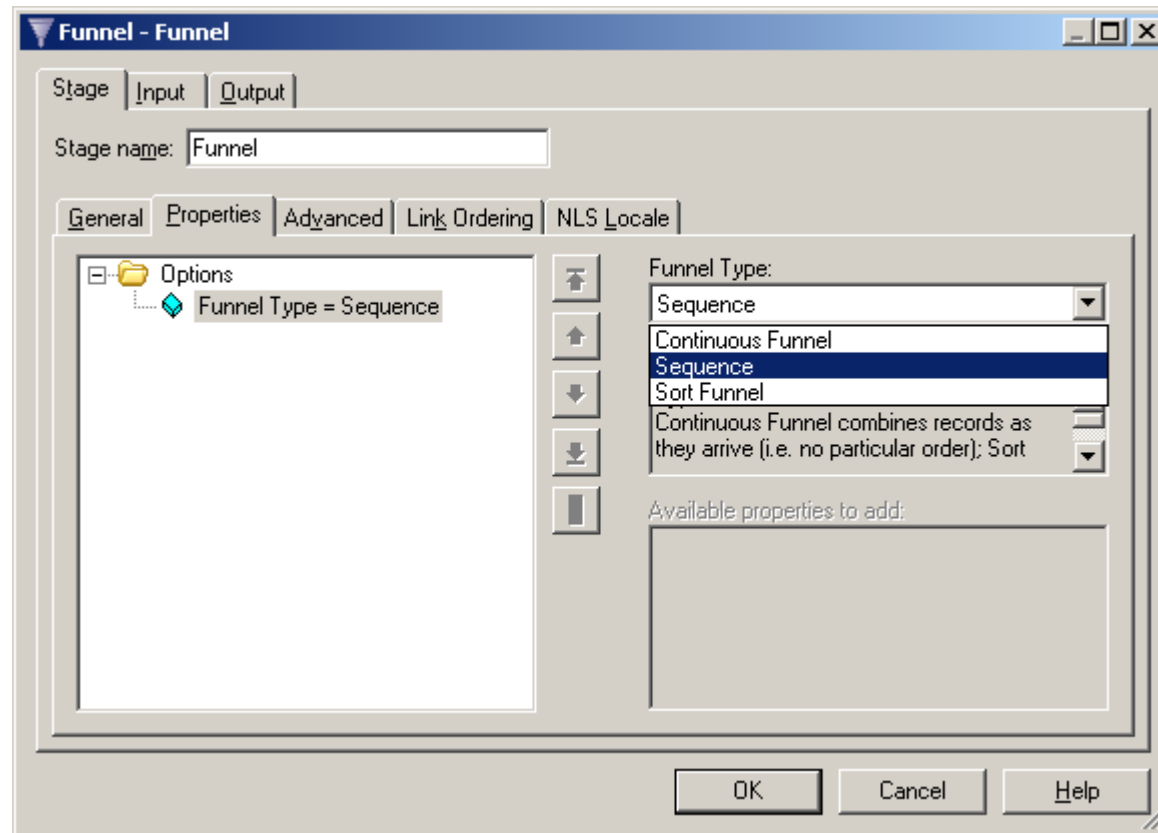 Funnel - Funnel
Stage Input Output
Stage name: Funnel
General Properties Advanced Link Ordering NLS Locale
Options
Funnel Type = Sequence
Funnel Type:
Sequence
Continuous Funnel
Sequence
Sort Funnel
Continuous Funnel combines records as
they arrive (i.e. no particular order); Sort
Available properties to add:
OK Cancel Help